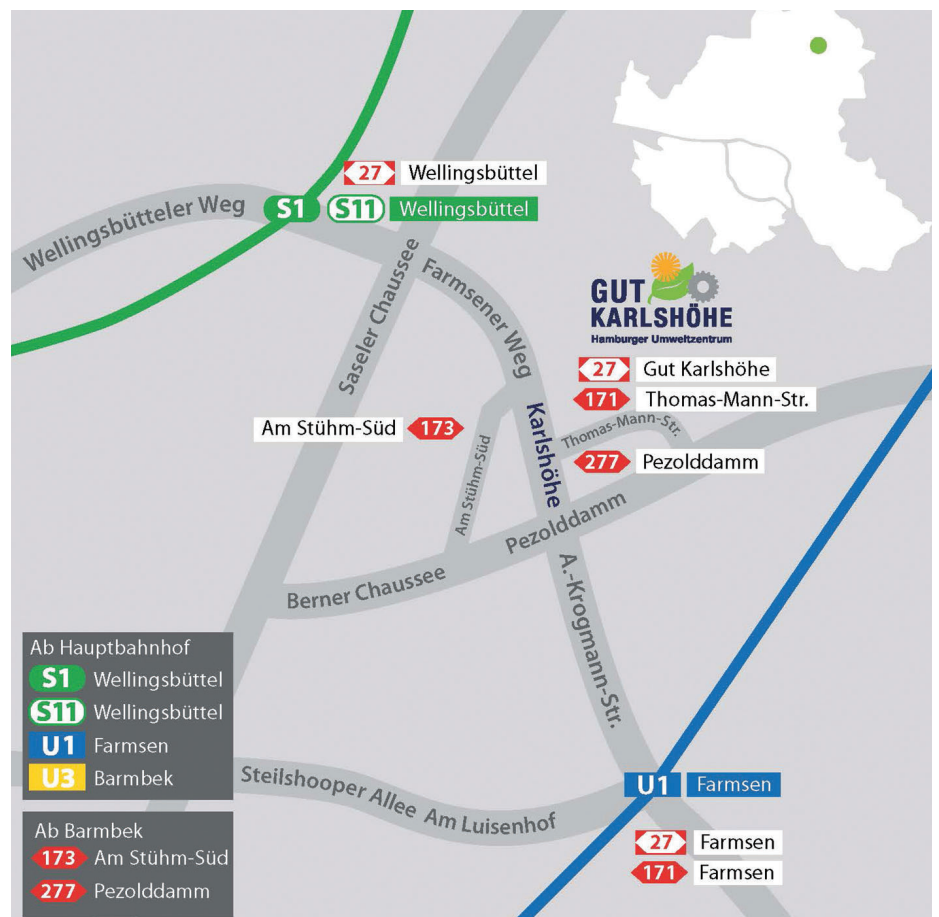 27 Wellingsbüttel
S1 S11 Wellingsbüttel
Wellingsbütteler Weg
Saseler Chaussee
Farmsener Weg
GUT
KARLSHÖHE
Hamburger Umweltzentrum
27 Gut Karlshöhe
171 Thomas-Mann-Str.
Am Stühm-Süd 173
Karlshöhe
Thomas-Mann-Str.
277 Pezolddamm
Am Stühm-Süd
Pezolddamm
Berner Chaussee
A.-Krogmann-Str.
Ab Hauptbahnhof
S1 Wellingsbüttel
S11 Wellingsbüttel
U1 Farmsen
U3 Barmbek
Steilshooper Allee Am Luisenhof
U1 Farmsen
27 Farmsen
171 Farmsen
Ab Barmbek
173 Am Stühm-Süd
277 Pezolddamm